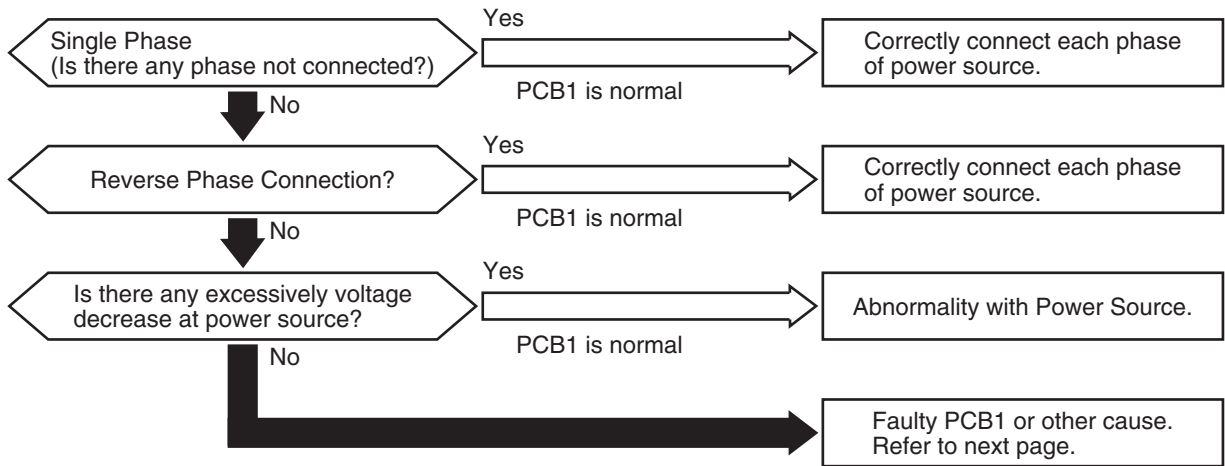 Single Phase
(Is there any phase not connected?)
Yes
PCB1 is normal
Correctly connect each phase
of power source.
No
Reverse Phase Connection?
Yes
PCB1 is normal
Correctly connect each phase
of power source.
No
Is there any excessively voltage
decrease at power source?
Yes
PCB1 is normal
Abnormality with Power Source.
No
Faulty PCB1 or other cause.
Refer to next page.